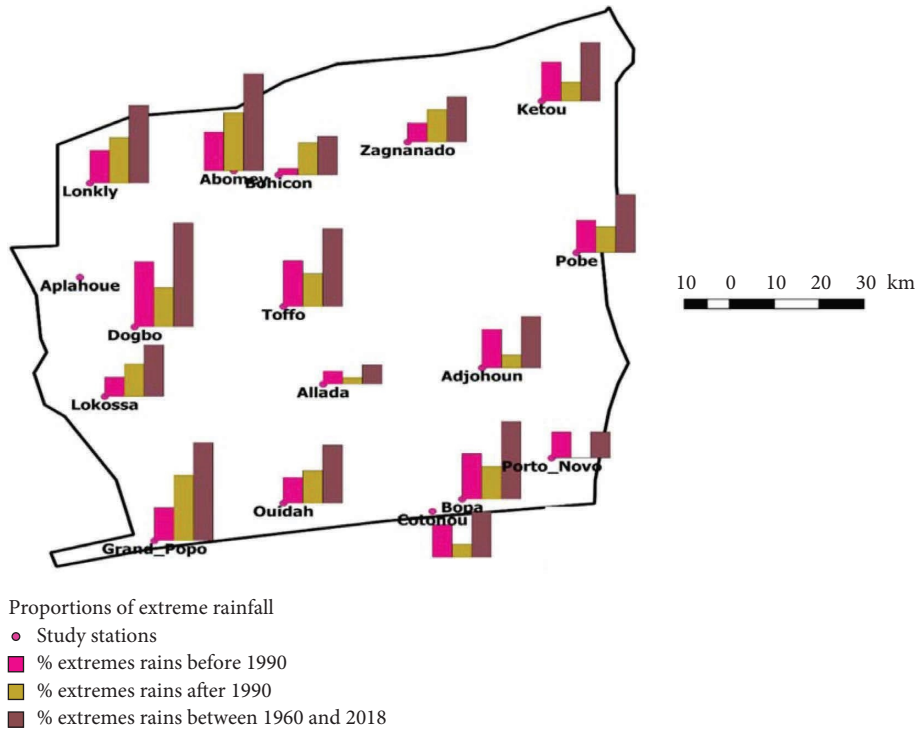 Ketou
Zagnanado
Abomey
Bohicon
Lonkly
Pobe
Aplahoue
10 0 10 20 30 km
Toffo
Dogbo
Adjohoun
Allada
Lokossa
Porto_Novo
Bopa
Ouidah
Cotonou
Grand_Popo
Proportions of extreme rainfall
Study stations
% extremes rains before 1990
% extremes rains after 1990
% extremes rains between 1960 and 2018